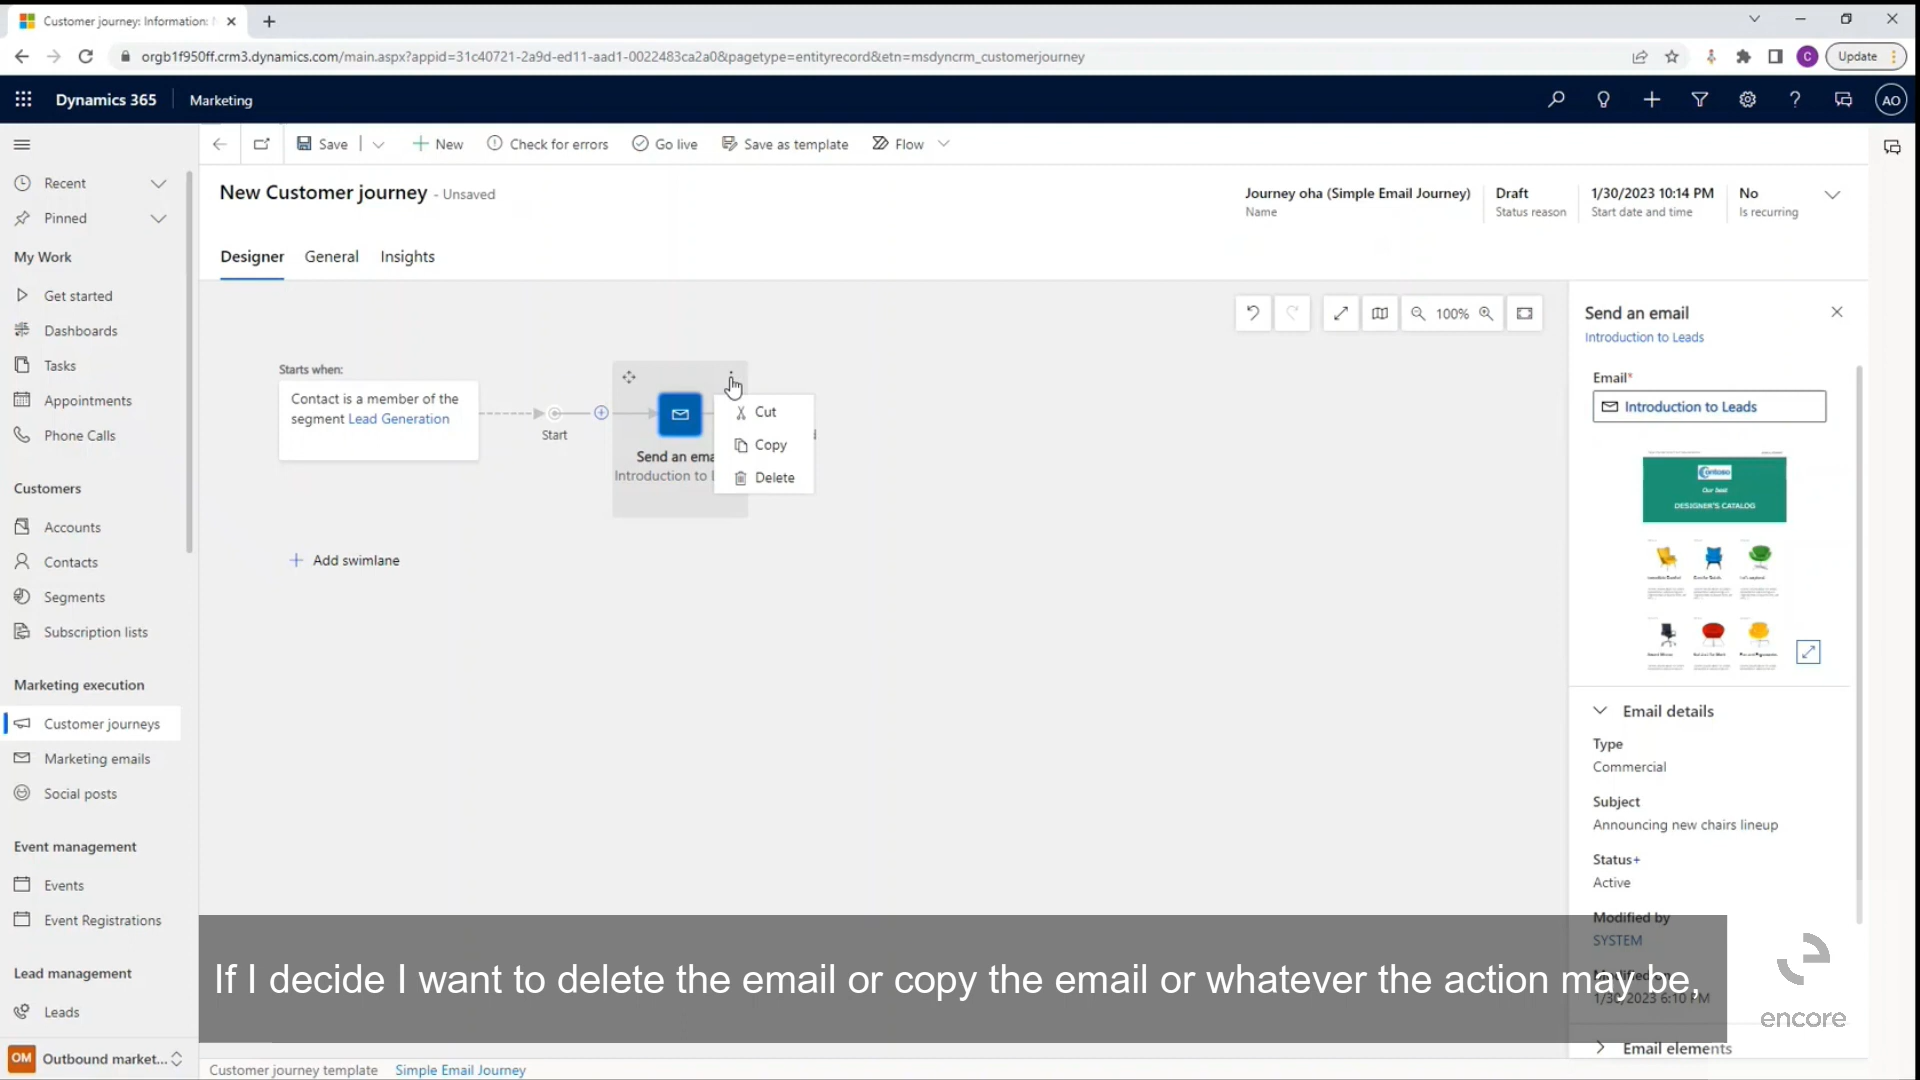 Customer journey: Information:
orgb1f950ff.crm3.dynamics.com/main.aspx?appid=31c40721-2a9d-ed11-aad1-0022483ca2a0&pagetype=entityrecord&etn=msdyncrm_customerjourney
C
Update
Dynamics 365
Marketing
AO
Save
New
Check for errors
Go live
Save as template
Flow
Recent
Pinned
My Work
Get started
Dashboards
Tasks
Appointments
Phone Calls
Customers
Accounts
Contacts
Segments
Subscription lists
Marketing execution
Customer journeys
Marketing emails
Social posts
Event management
Events
Event Registrations
Lead management
Leads
OM Outbound market...
New Customer journey - Unsaved
Journey oha (Simple Email Journey)
Name
Draft
Status reason
1/30/2023 10:14 PM
Start date and time
No
Is recurring
Designer
General
Insights
100%
Starts when:
Contact is a member of the
segment Lead Generation
Start
Send an ema
Introduction to
Cut
Copy
Delete
Add swimlane
Send an email
Introduction to Leads
Email*
Introduction to Leads
Contoso
Our best
DESIGNER'S CATALOG
Email details
Type
Commercial
Subject
Announcing new chairs lineup
Status+
Active
Modified by
SYSTEM
Modified on
1/30/2023 6:10 PM
Email elements
If I decide I want to delete the email or copy the email or whatever the action may be,
encore
Customer journey template
Simple Email Journey